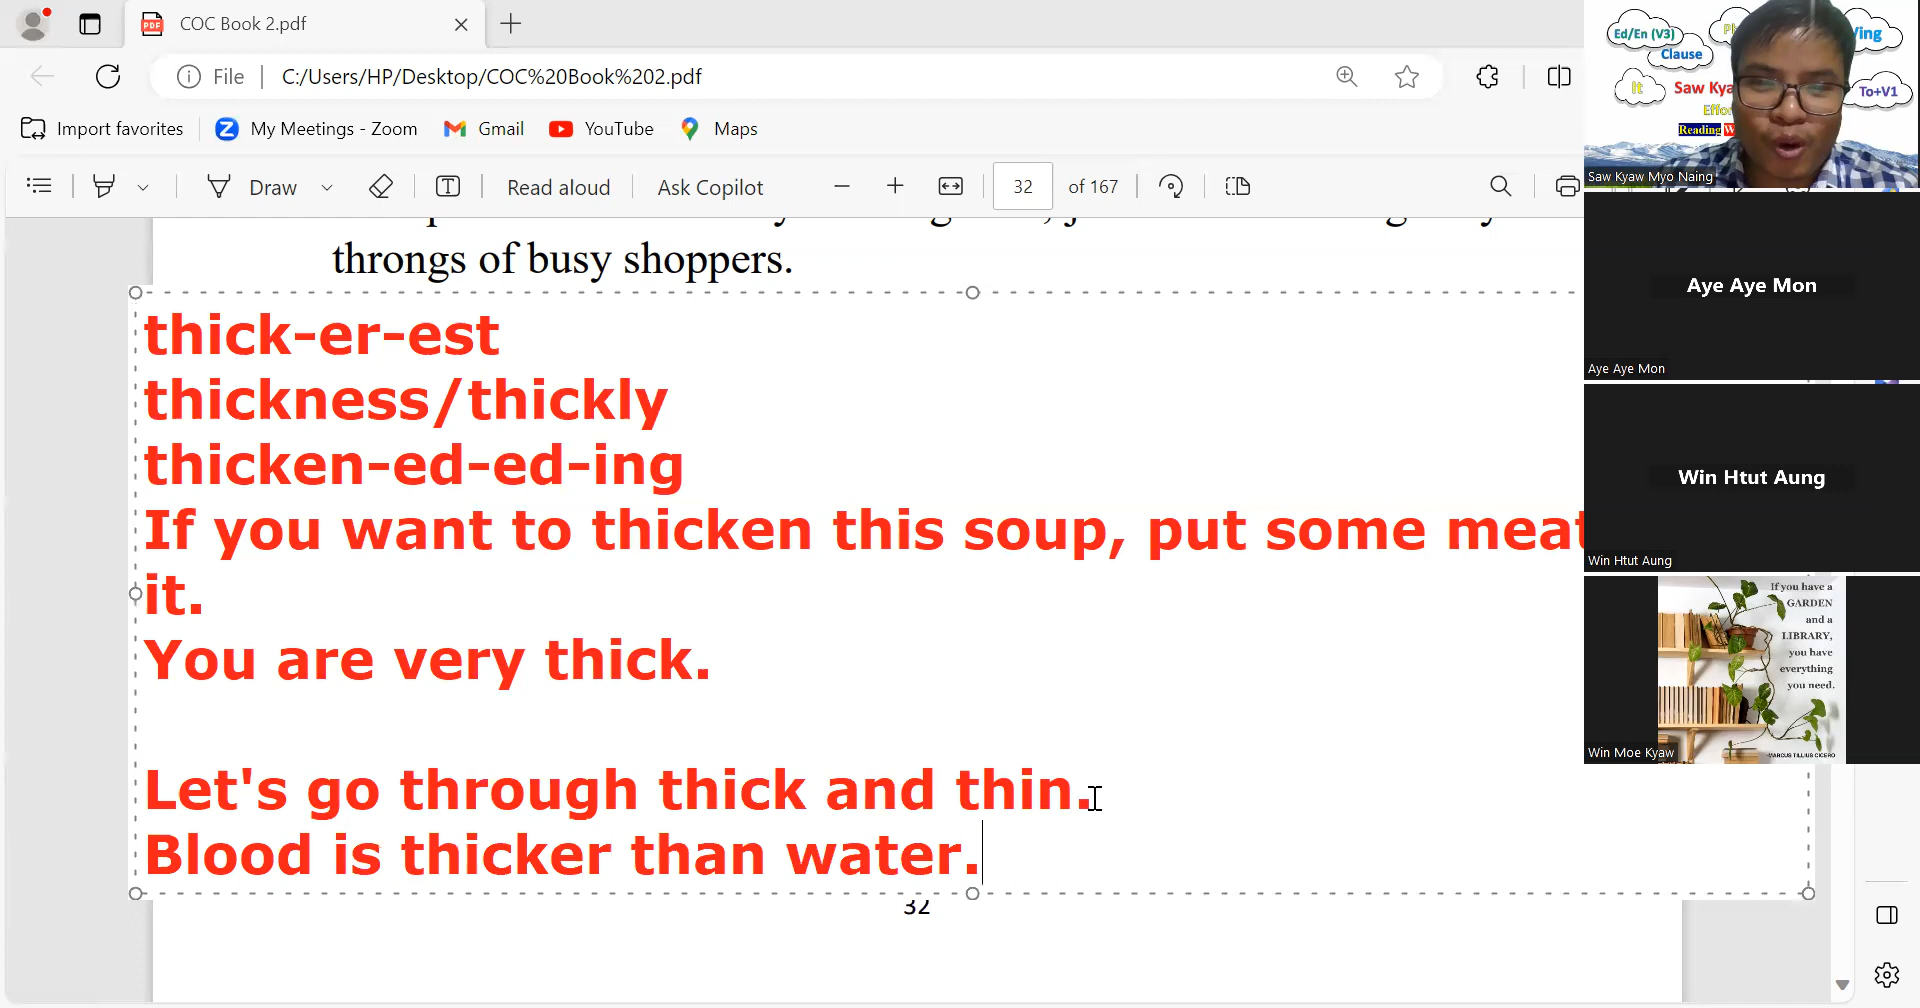 COC Book 2.pdf
File
C:/Users/HP/Desktop/COC%20Book%202.pdf
Import favorites
My Meetings - Zoom
Gmail
YouTube
Maps
Draw
Read aloud
Ask Copilot
32
of 167
throngs of busy shoppers.
thick-er-est
thickness/thickly
thicken-ed-ed-ing
If you want to thicken this soup, put some meat
it.
You are very thick.
Let's go through thick and thin.
Blood is thicker than water.
32
Ed/En (V3)
Clause
It
Saw Kya
To+V1
Reading
Saw Kyaw Myo Naing
Aye Aye Mon
Aye Aye Mon
Win Htut Aung
Win Htut Aung
If you have a
GARDEN
and a
LIBRARY,
you have
everything
you need.
MARCUS TILLIUS CICERO
Win Moe Kyaw